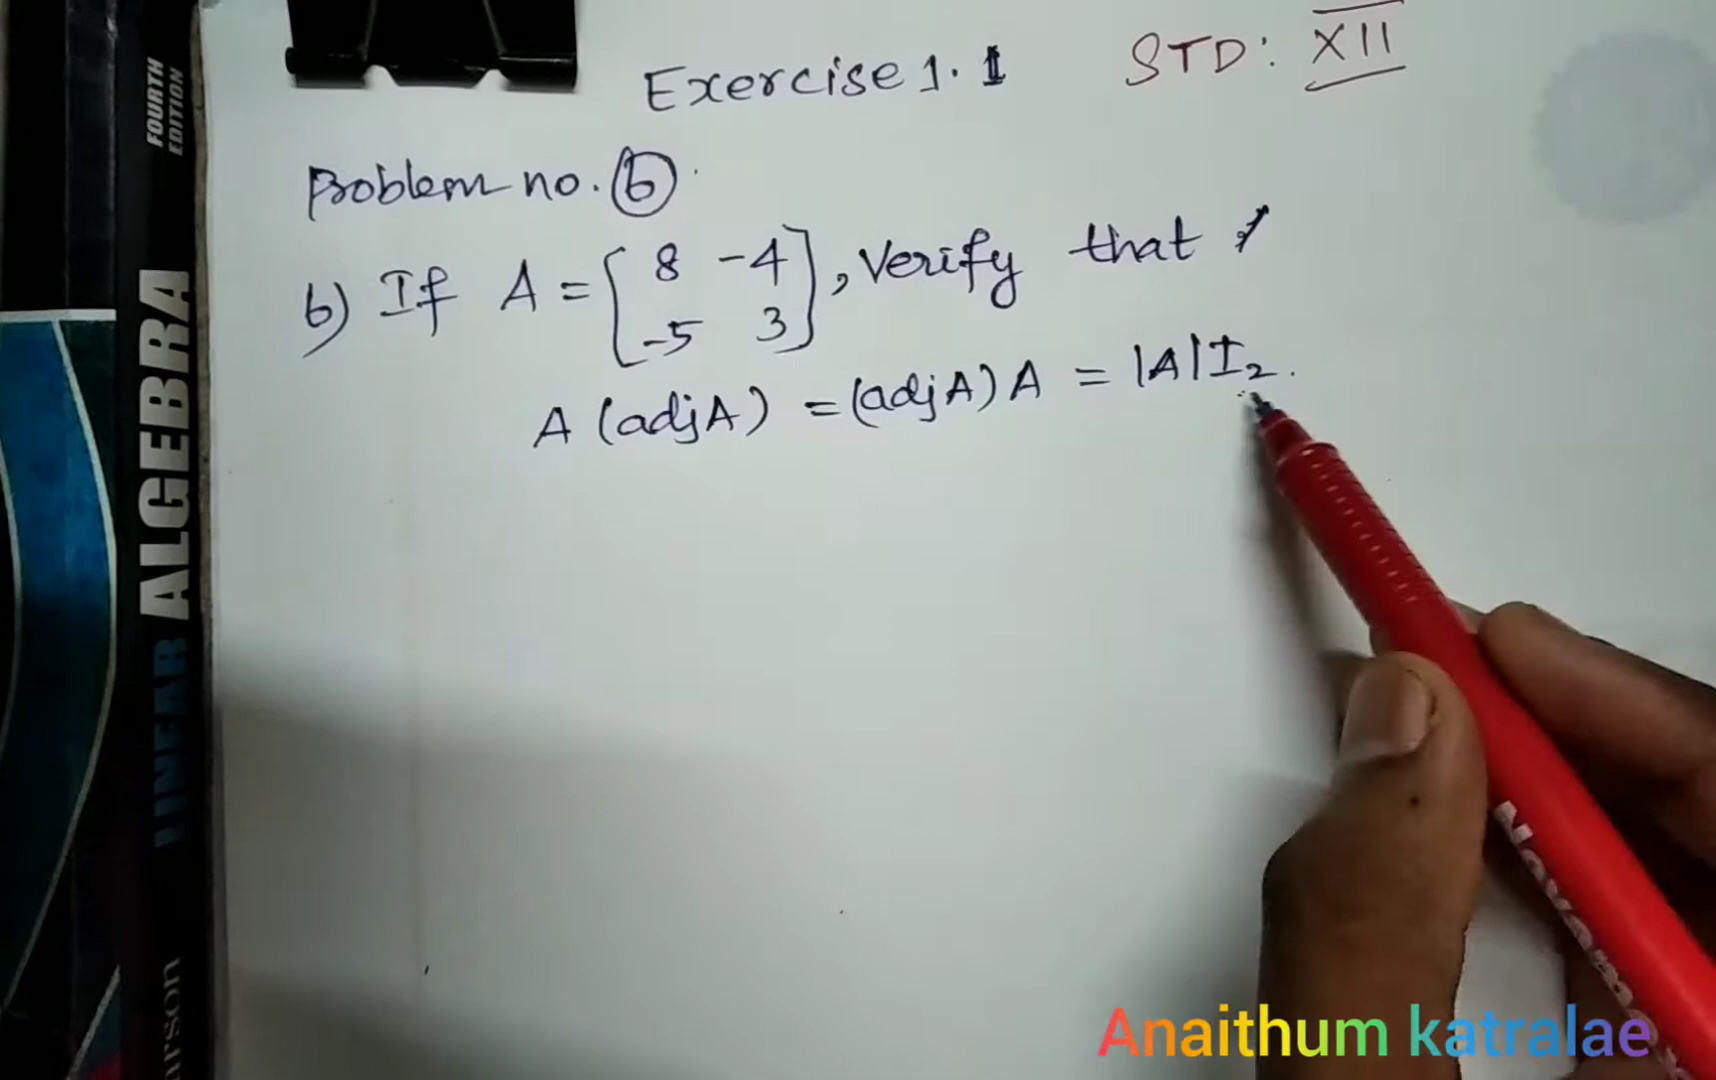 FOURTH
EDITION
LINEAR ALGEBRA
Exercise 1.1
STD: XII
Problem no. 6.
6) If A = [ 8 -4
-5 3 ], Verify that
A (adj A) = (adj A) A = |A| I₂.
Anaithum katralae